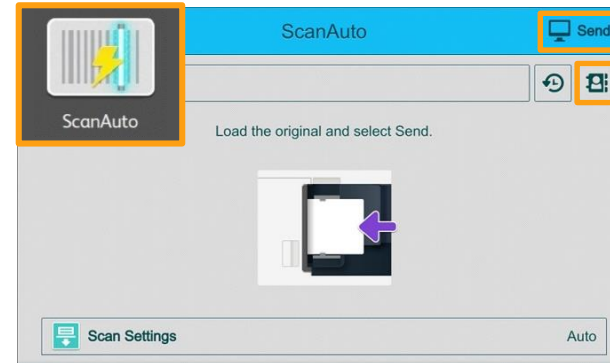 ScanAuto
Send
ScanAuto
Load the original and select Send.
Scan Settings
Auto